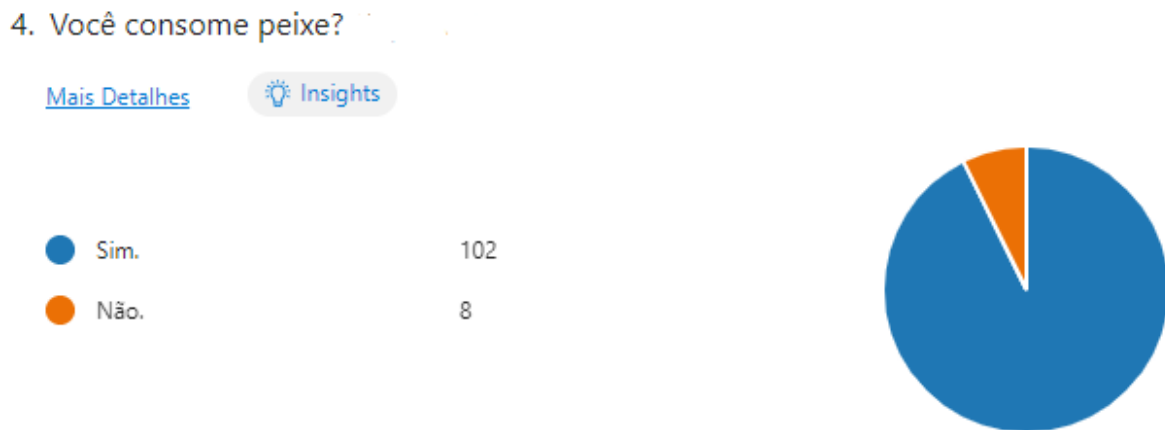 4. Você consome peixe?
Mais Detalhes Insights
Sim. 102
Não. 8